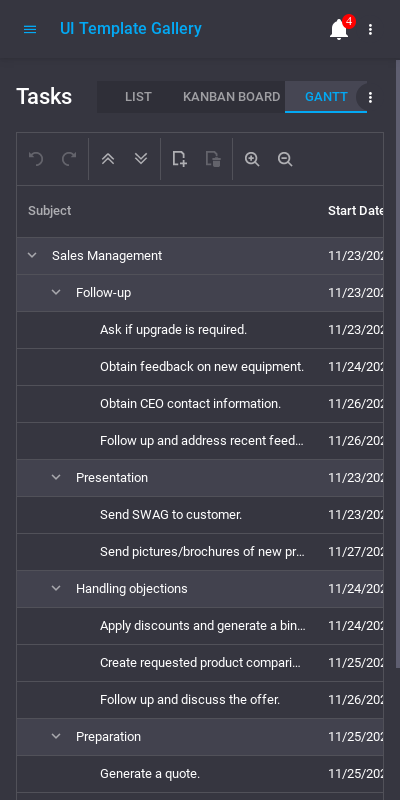 UI Template Gallery
4
Tasks
LIST
KANBAN BOARD
GANTT
Subject
Start Date
Sales Management
11/23/202
Follow-up
11/23/202
Ask if upgrade is required.
11/23/202
Obtain feedback on new equipment.
11/24/202
Obtain CEO contact information.
11/26/202
Follow up and address recent feed...
11/26/202
Presentation
11/23/202
Send SWAG to customer.
11/23/202
Send pictures/brochures of new pr...
11/27/202
Handling objections
11/24/202
Apply discounts and generate a bin...
11/24/202
Create requested product compari...
11/25/202
Follow up and discuss the offer.
11/26/202
Preparation
11/25/202
Generate a quote.
11/25/202